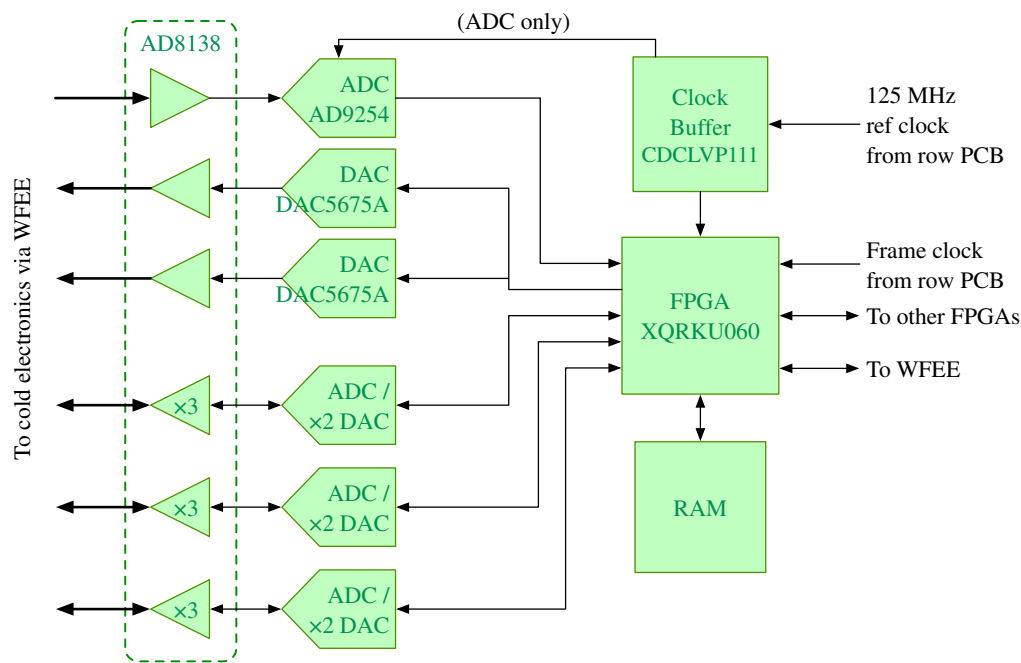 (ADC only)
AD8138
ADC
AD9254
Clock
Buffer
CDCLVP111
125 MHz
ref clock
from row PCB
DAC
DAC5675A
DAC
DAC5675A
To cold electronics via WFEE
FPGA
XQRKU060
Frame clock
from row PCB
To other FPGAs
To WFEE
×3
ADC /
×2 DAC
×3
ADC /
×2 DAC
RAM
×3
ADC /
×2 DAC